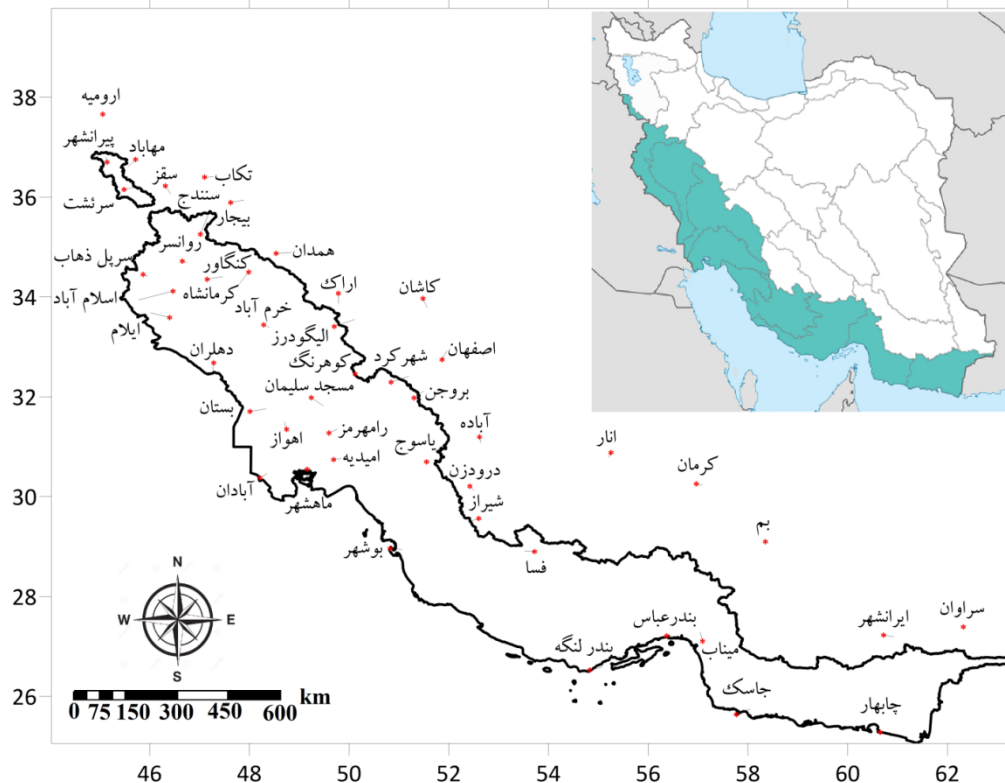 38
36
34
32
30
28
26
ارومیه
پیرانشهر
مهاباد
سقز
تکاب
سرئشت
سنندج
بیجار
روانسر
همدان
سرپل ذهاب
کنگاور
اراک
کاشان
اسلام آباد
کرمانشاه
خرم آباد
ایلام
الیگودرز
اصفهان
دهلران
کوهرنگ
شهرکرد
مسجد سلیمان
بروجن
بستان
اهواز
رامهرمز
آباده
انار
یاسوج
امیدیه
درودزن
کرمان
آبادان
ماهشهر
شیراز
بم
بوشهر
فسا
سراوان
ایرانشهر
بندرعباس
میناب
بندر لنگه
جاسک
چابهار
N
W E
S
km
0 75 150 300 450 600
46 48 50 52 54 56 58 60 62